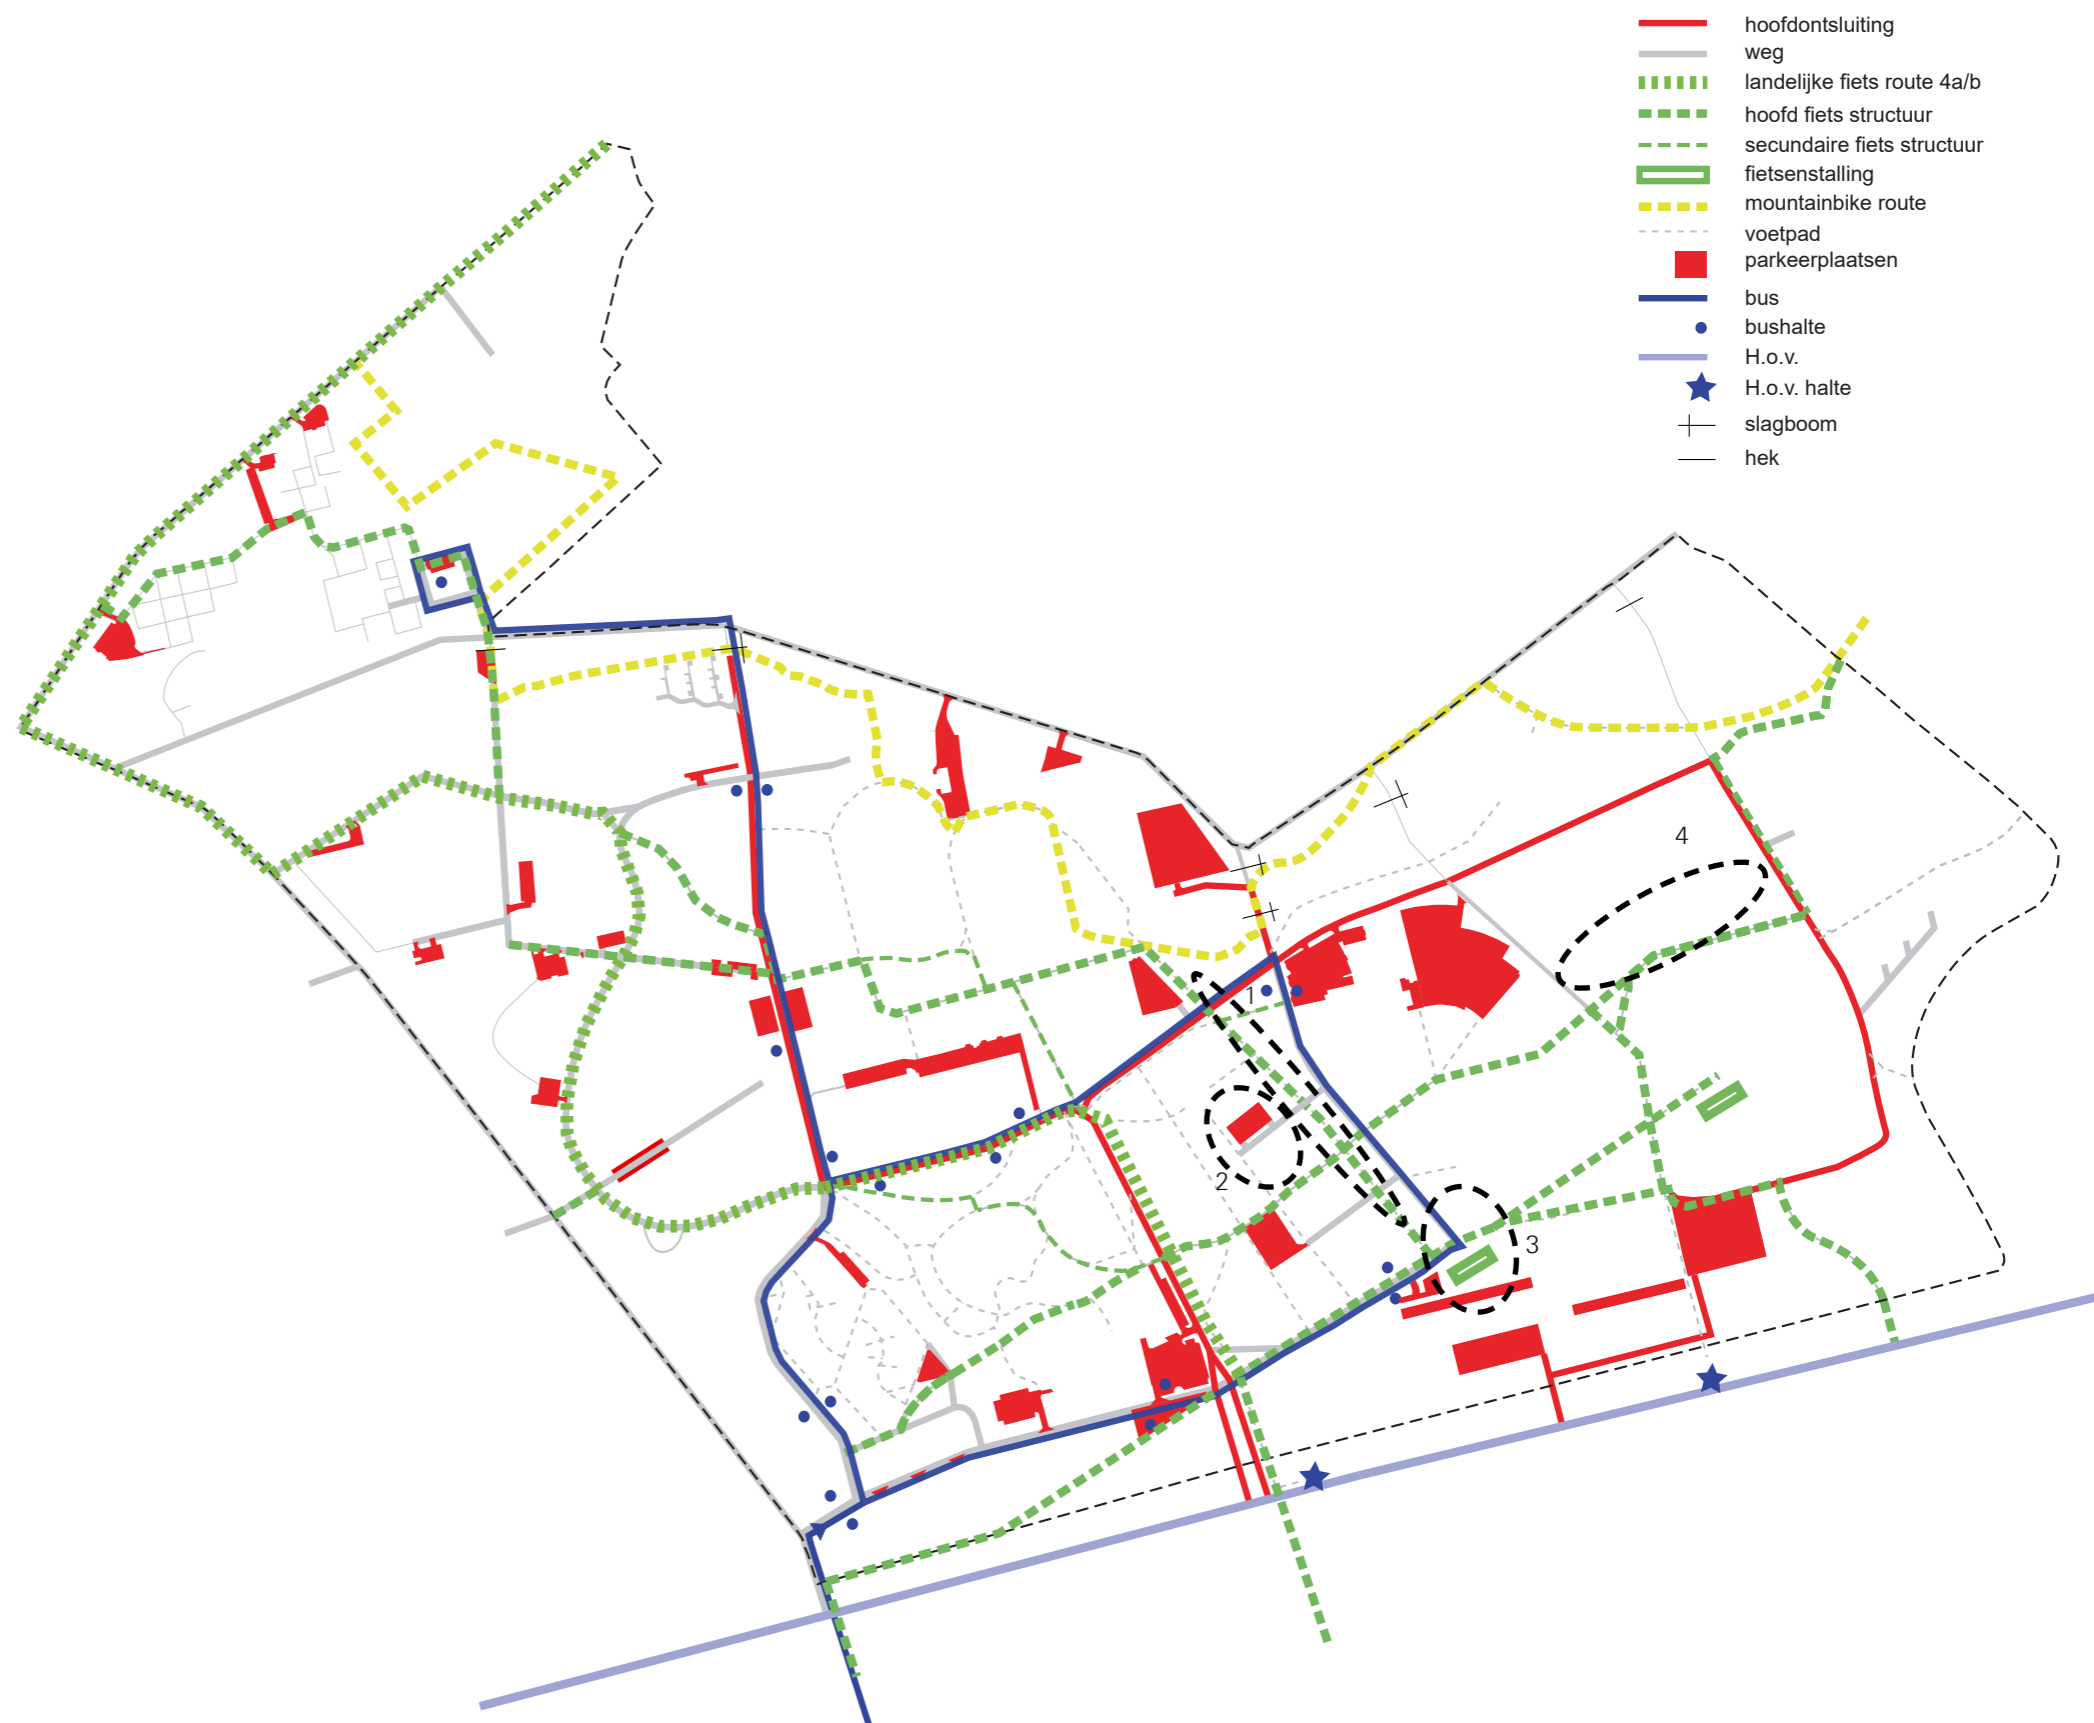 hoofdontsluiting
weg
landelijke fiets route 4a/b
hoofd fiets structuur
secundaire fiets structuur
fietsenstalling
mountainbike route
voetpad
parkeerplaatsen
bus
bushalte
H.o.v.
H.o.v. halte
slagboom
hek
4
1
2
3